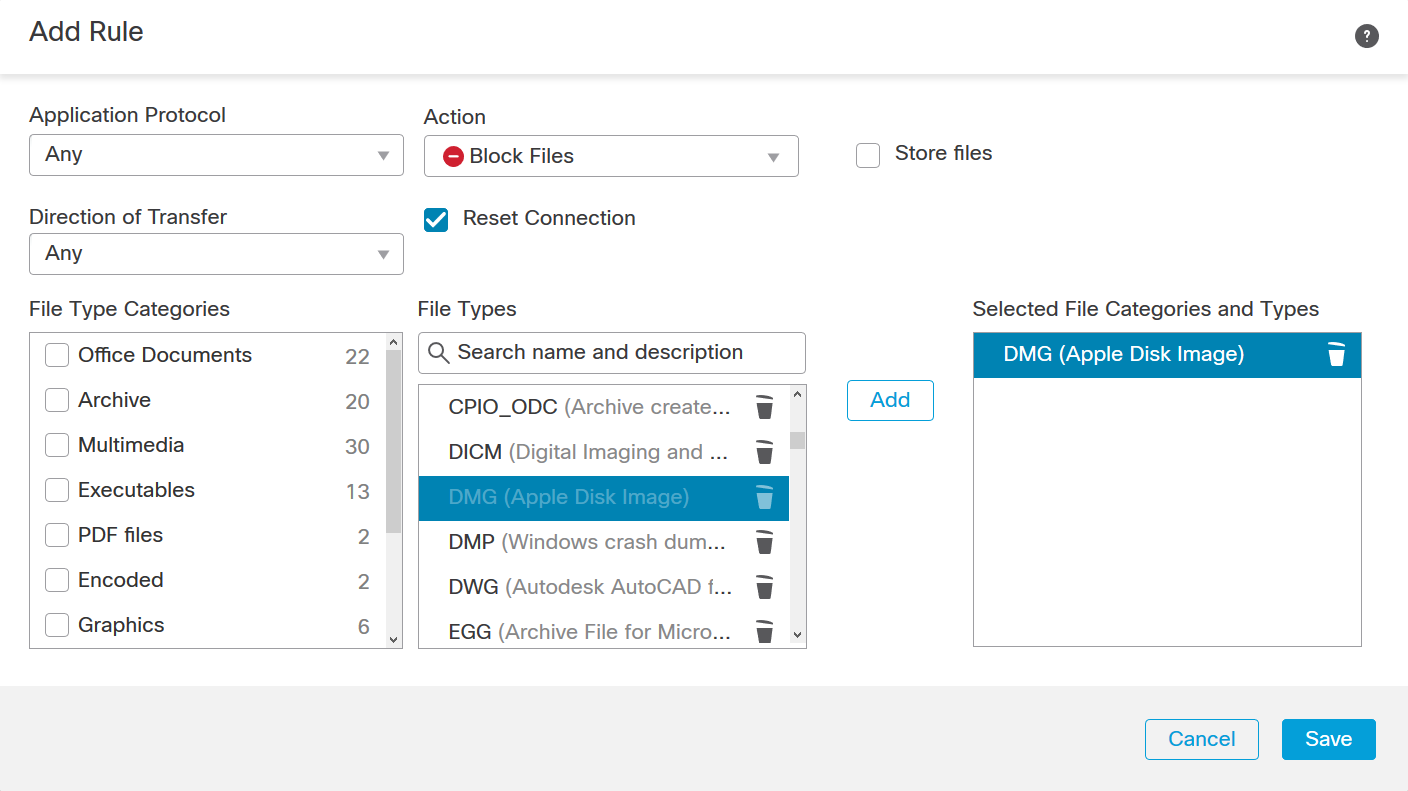 Add Rule
?
Application Protocol
Any
Action
Block Files
Store files
Direction of Transfer
Any
Reset Connection
File Type Categories
Office Documents 22
Archive 20
Multimedia 30
Executables 13
PDF files 2
Encoded 2
Graphics 6
File Types
Search name and description
CPIO_ODC (Archive create...
DICM (Digital Imaging and ...
DMG (Apple Disk Image)
DMP (Windows crash dum...
DWG (Autodesk AutoCAD f...
EGG (Archive File for Micro...
Add
Selected File Categories and Types
DMG (Apple Disk Image)
Cancel
Save